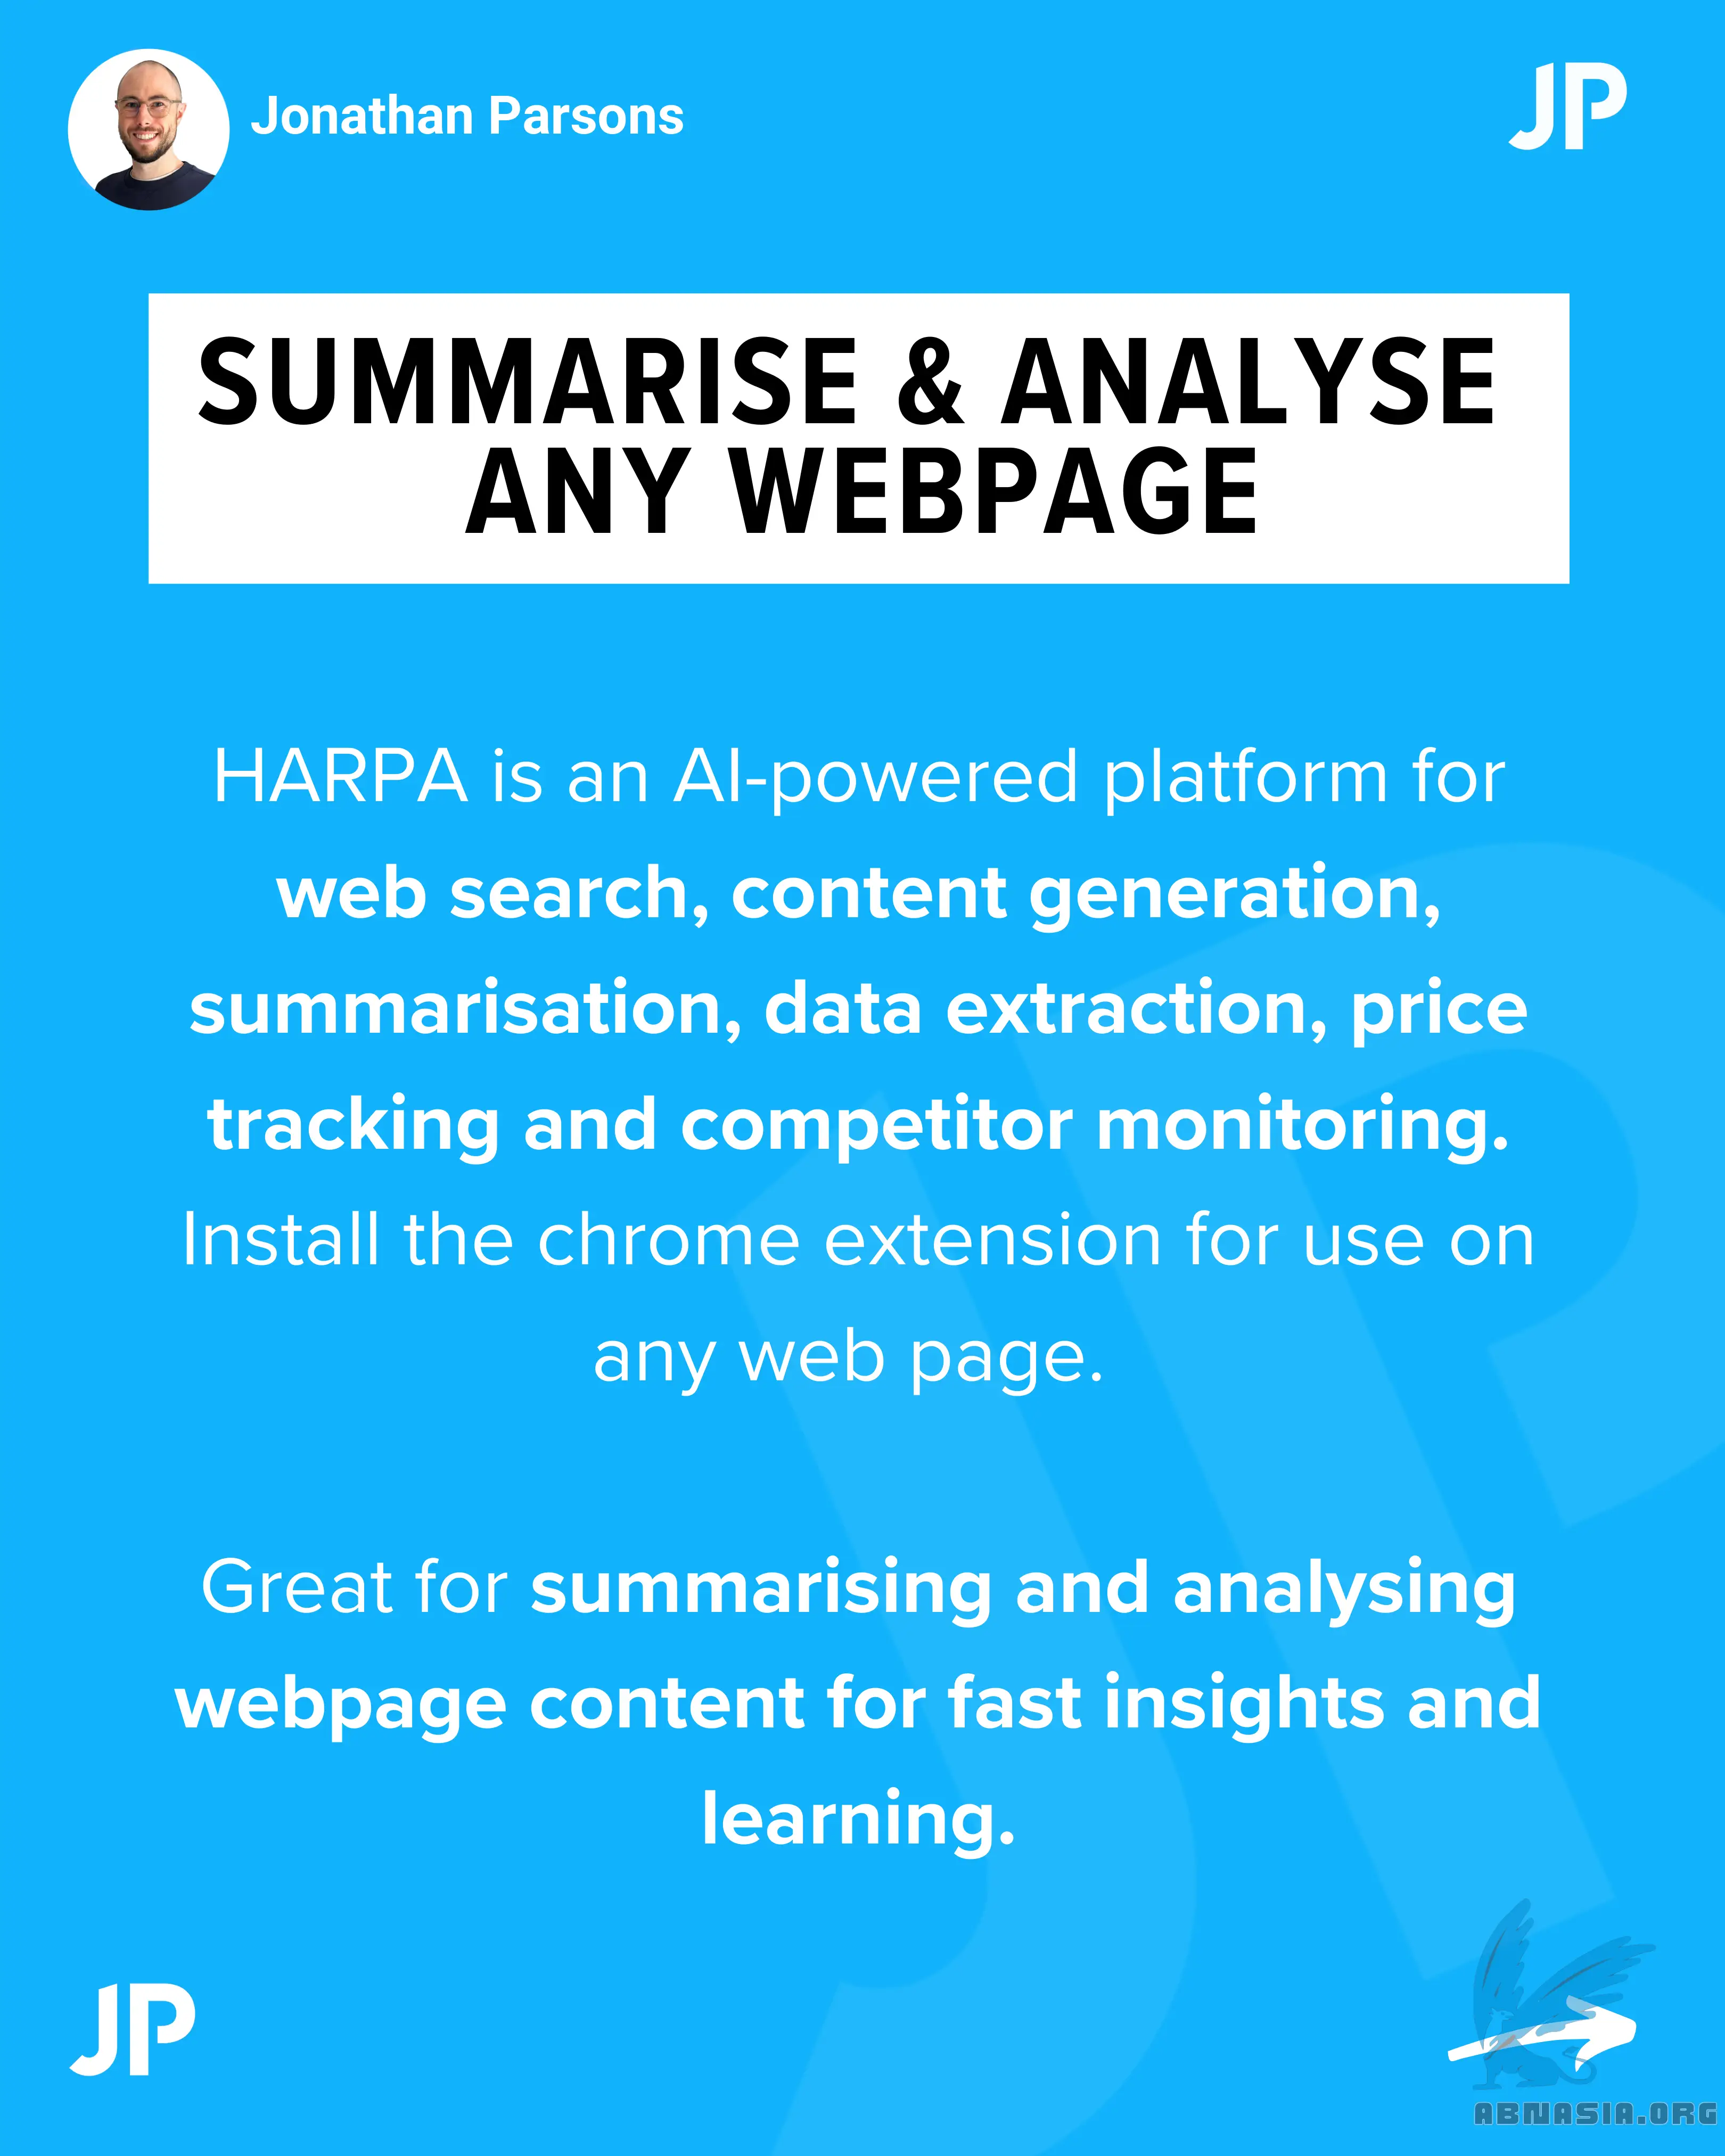 Jonathan Parsons
JP
SUMMARISE & ANALYSE
ANY WEBPAGE
HARPA is an AI-powered platform for
web search, content generation,
summarisation, data extraction, price
tracking and competitor monitoring.
Install the chrome extension for use on
any web page.
Great for summarising and analysing
webpage content for fast insights and
learning.
JP
ABNASIA.ORG